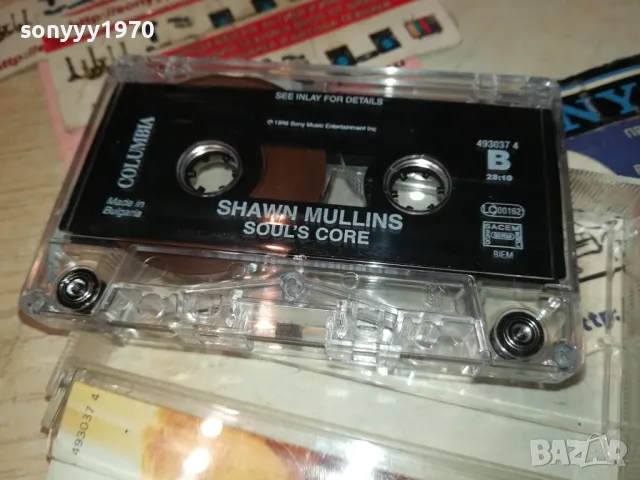 sonyyy1970
SEE INLAY FOR DETAILS
℗ 1998 Sony Music Entertainment Inc
COLUMBIA
493037 4
B
28:10
Made in
Bulgaria
SHAWN MULLINS
SOUL'S CORE
LC 00162
SACEM
BIEM
493037 4
BAZAR